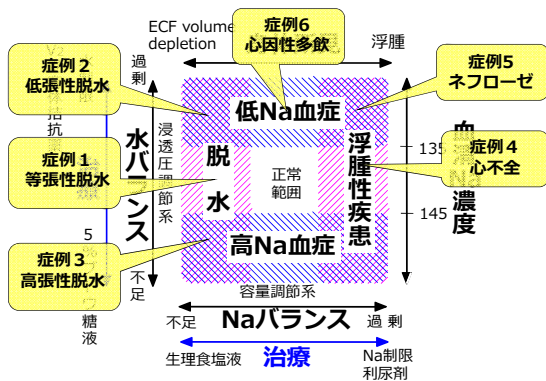 ECF volume
depletion
浮腫
症例6
心因性多飲
症例2
低張性脱水
過剰
症例5
ネフローゼ
低Na血症
135
症例1
等張性脱水
水バランス
浸透圧調節系
脱水
正常
範囲
浮腫性疾患
症例4
心不全
濃度
145
高Na血症
症例3
高張性脱水
5
糖液
不足
容量調節系
不足
Naバランス
過 剰
生理食塩液
治療
Na制限
利尿剤